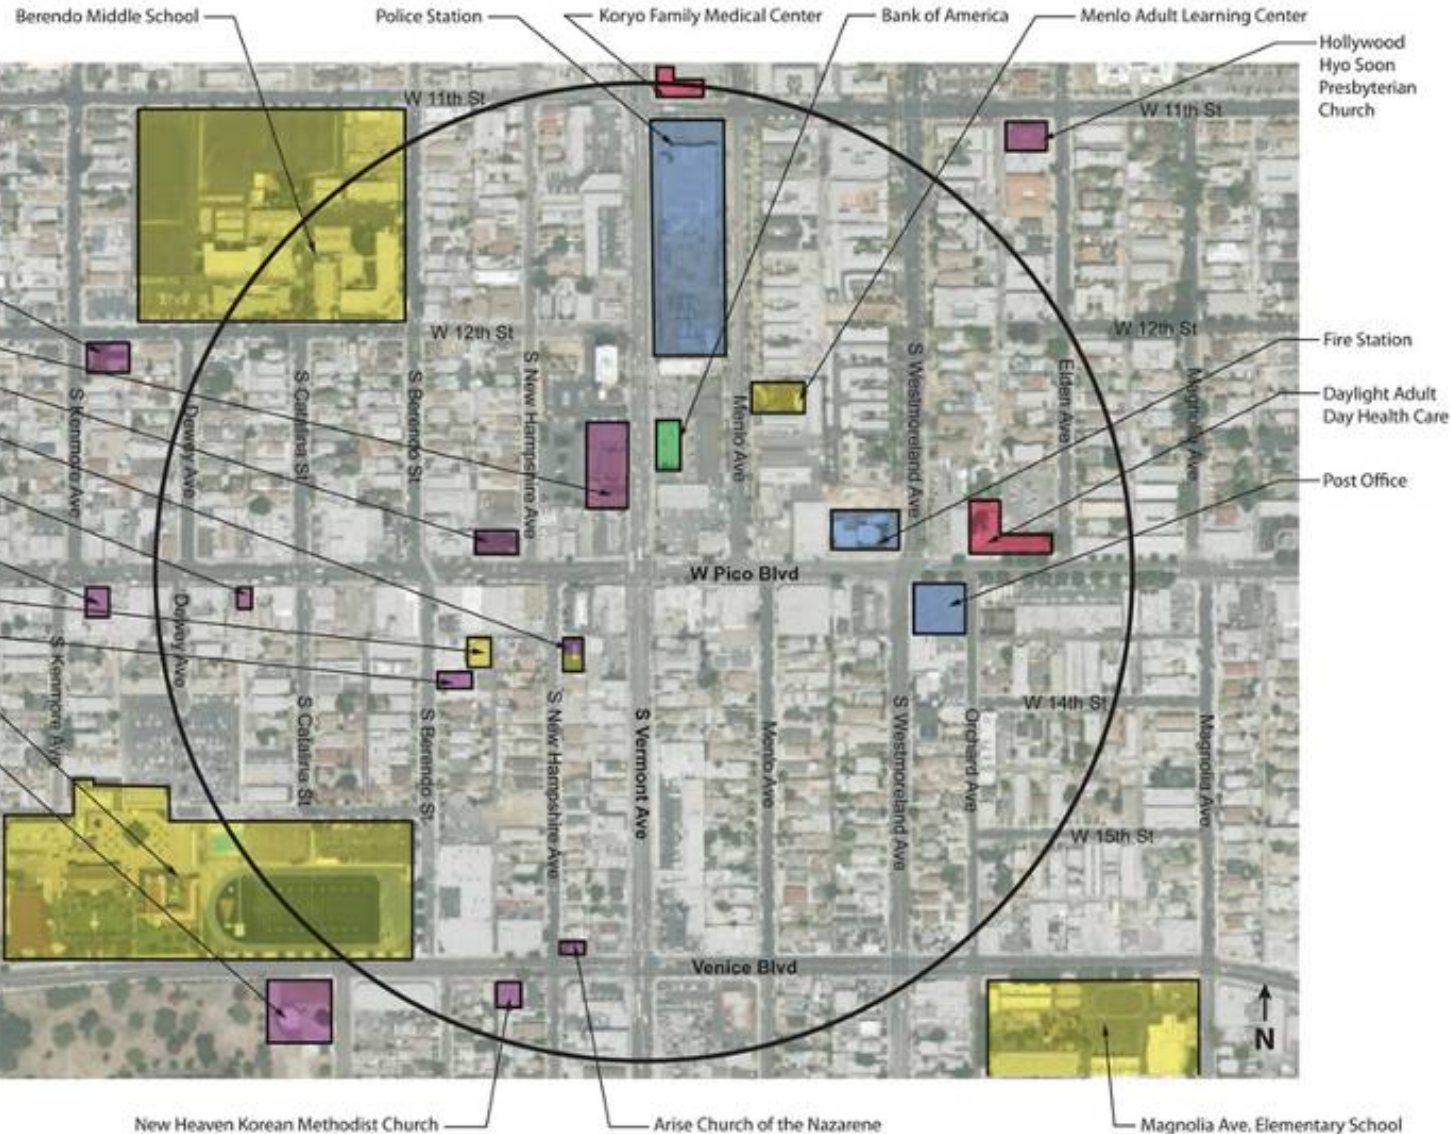 Berendo Middle School
Police Station
Koryo Family Medical Center
Bank of America
Menlo Adult Learning Center
Hollywood
Hyo Soon
Presbyterian
Church
W 11th St
W 11th St
W 12th St
W 12th St
Fire Station
Daylight Adult
Day Health Care
Post Office
S Kenmore Ave
Dewey Ave
S Catalina St
S Berendo St
S New Hampshire Ave
Menlo Ave
S Westmoreland Ave
Elden Ave
Magnolia Ave
W Pico Blvd
S Kenmore Ave
Dewey Ave
S Catalina St
S Berendo St
S New Hampshire Ave
S Vermont Ave
Menlo Ave
S Westmoreland Ave
Orchard Ave
Magnolia Ave
W 14th St
W 15th St
Venice Blvd
N
New Heaven Korean Methodist Church
Arise Church of the Nazarene
Magnolia Ave. Elementary School